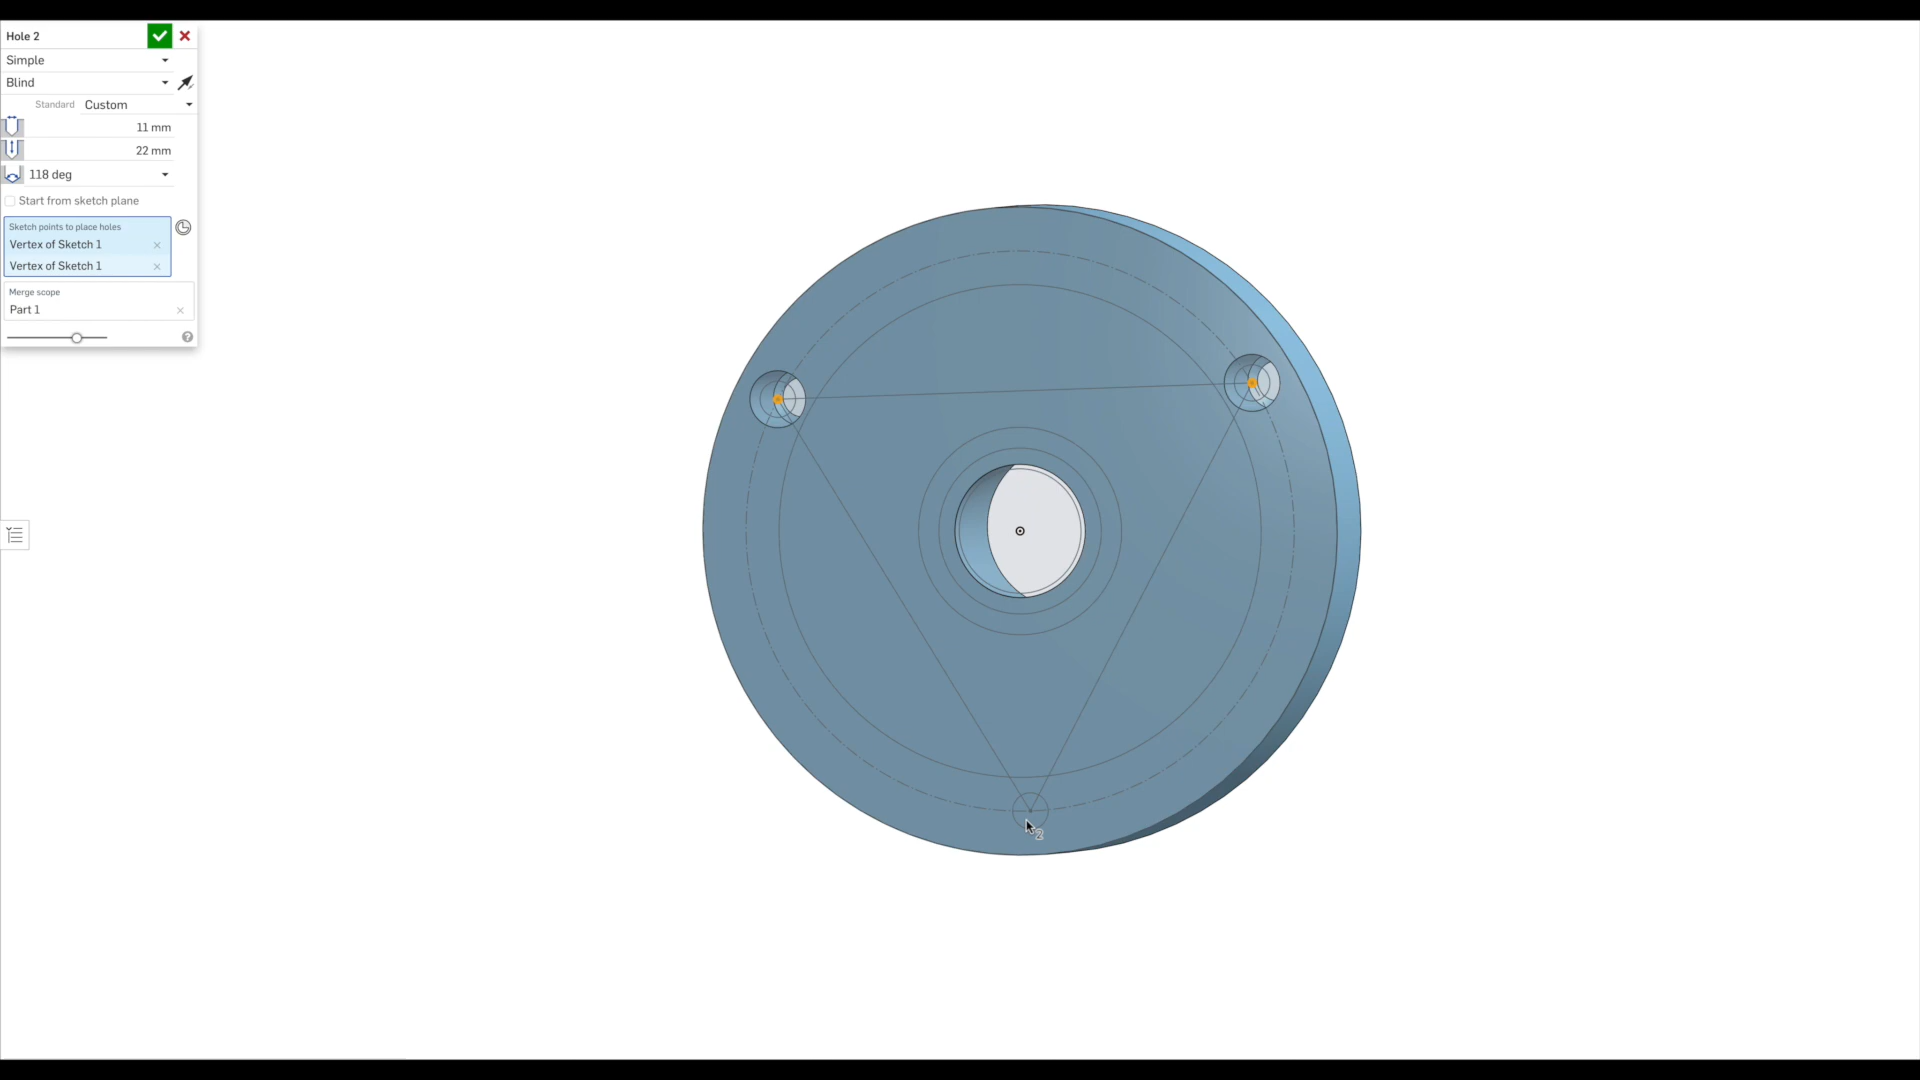 Hole 2
Simple
Blind
Standard Custom
11 mm
22 mm
118 deg
Start from sketch plane
Sketch points to place holes
Vertex of Sketch 1
Vertex of Sketch 1
Merge scope
Part 1
?
2